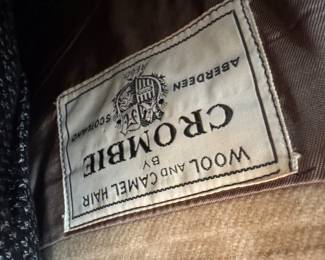 WOOL AND CAMEL HAIR
BY
CROMBIE
ABERDEEN SCOTLAND